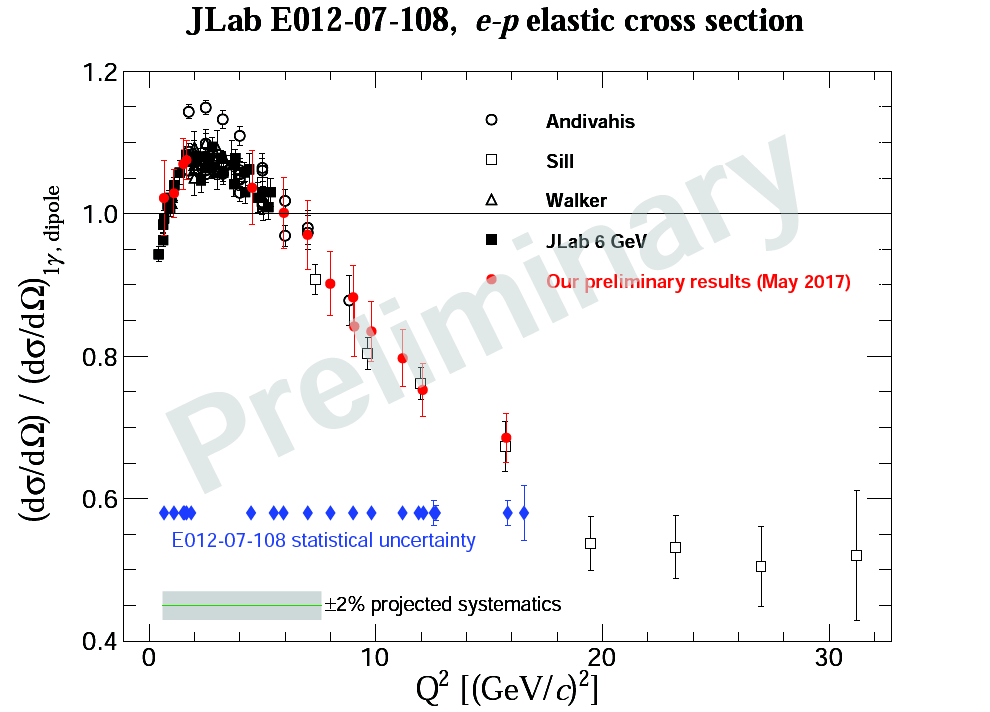 JLab E012-07-108, e-p elastic cross section
(dσ/dΩ) / (dσ/dΩ)1γ, dipole
1.2
1.0
0.8
0.6
0.4
Andivahis
Sill
Walker
JLab 6 GeV
Our preliminary results (May 2017)
Preliminary
E012-07-108 statistical uncertainty
±2% projected systematics
0 10 20 30
Q² [(GeV/c)²]